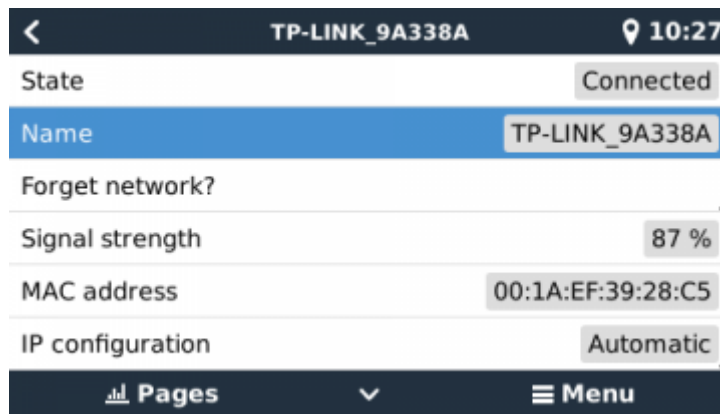 TP-LINK_9A338A 10:27
State Connected
Name TP-LINK_9A338A
Forget network?
Signal strength 87 %
MAC address 00:1A:EF:39:28:C5
IP configuration Automatic
Pages Menu